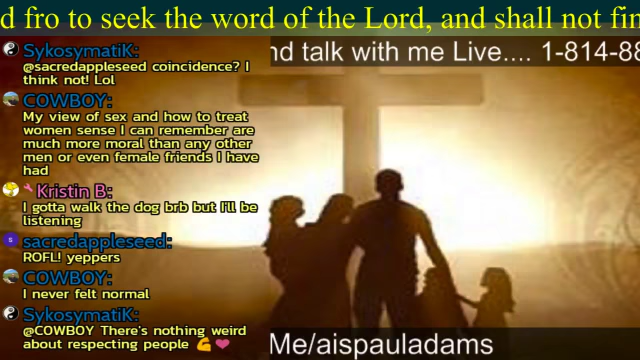 d fro to seek the word of the Lord, and shall not fin
nd talk with me Live.... 1-814-88
SykosymatiK:
@sacredappleseed coincidence? I
think not! Lol
COWBOY:
My view of sex and how to treat
women sense I can remember are
much more moral than any other
men or even female friends I have
had
Kristin B:
I gotta walk the dog brb but I'll be
listening
s
sacredappleseed:
ROFL! yeppers
COWBOY:
I never felt normal
SykosymatiK:
@COWBOY There's nothing weird
about respecting people 💪❤️
Me/aispauladams